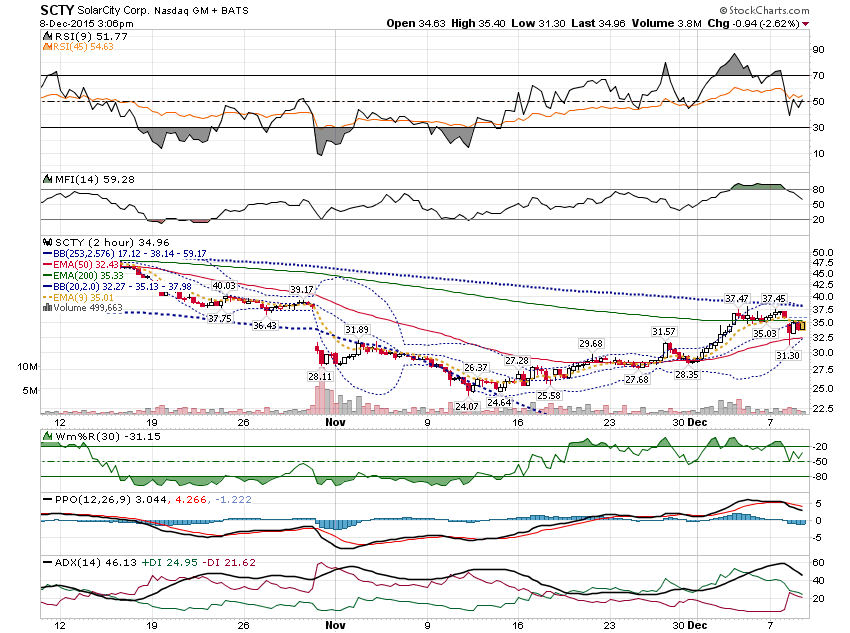 SCTY SolarCity Corp. Nasdaq GM + BATS
© StockCharts.com
8-Dec-2015 3:06pm
Open 34.63 High 35.40 Low 31.30 Last 34.96 Volume 3.8M Chg -0.94 (-2.62%)
RSI(9) 51.77
RSI(45) 54.63
90
70
50
30
10
MFI(14) 59.28
80
50
20
SCTY (2 hour) 34.96
BB(253,2.576) 17.12 - 38.14 - 59.17
EMA(50) 32.43
EMA(200) 35.33
BB(20,2.0) 32.27 - 35.13 - 37.98
EMA(9) 35.01
Volume 499,663
50.0
47.5
45.0
42.5
40.0
37.5
35.0
32.5
30.0
27.5
25.0
22.5
10M
5M
40.03
37.75
36.43
39.17
28.11
31.89
24.07
26.37
24.64
27.28
25.58
29.68
27.68
31.57
28.35
37.47
37.45
35.03
31.30
12 19 26 Nov 9 16 23 30 Dec 7
Wm%R(30) -31.15
-20
-50
-80
PPO(12,26,9) 3.044, 4.266, -1.222
5
0
-5
ADX(14) 46.13 +DI 24.95 -DI 21.62
60
40
20
12 19 26 Nov 9 16 23 30 Dec 7